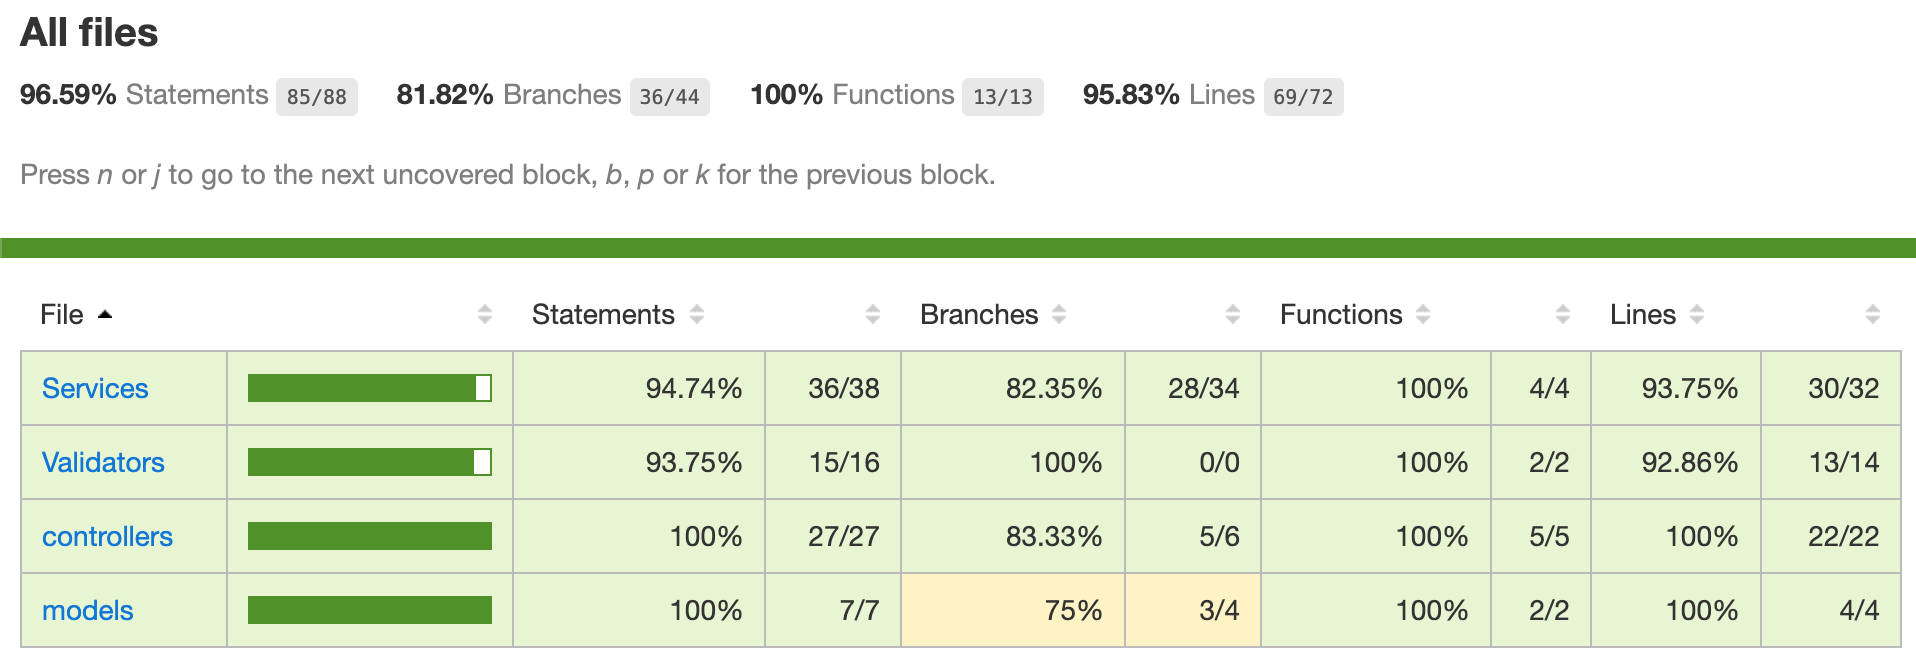 All files
96.59% Statements 85/88 81.82% Branches 36/44 100% Functions 13/13 95.83% Lines 69/72
Press n or j to go to the next uncovered block, b, p or k for the previous block.
File Statements Branches Functions Lines
Services 94.74% 36/38 82.35% 28/34 100% 4/4 93.75% 30/32
Validators 93.75% 15/16 100% 0/0 100% 2/2 92.86% 13/14
controllers 100% 27/27 83.33% 5/6 100% 5/5 100% 22/22
models 100% 7/7 75% 3/4 100% 2/2 100% 4/4